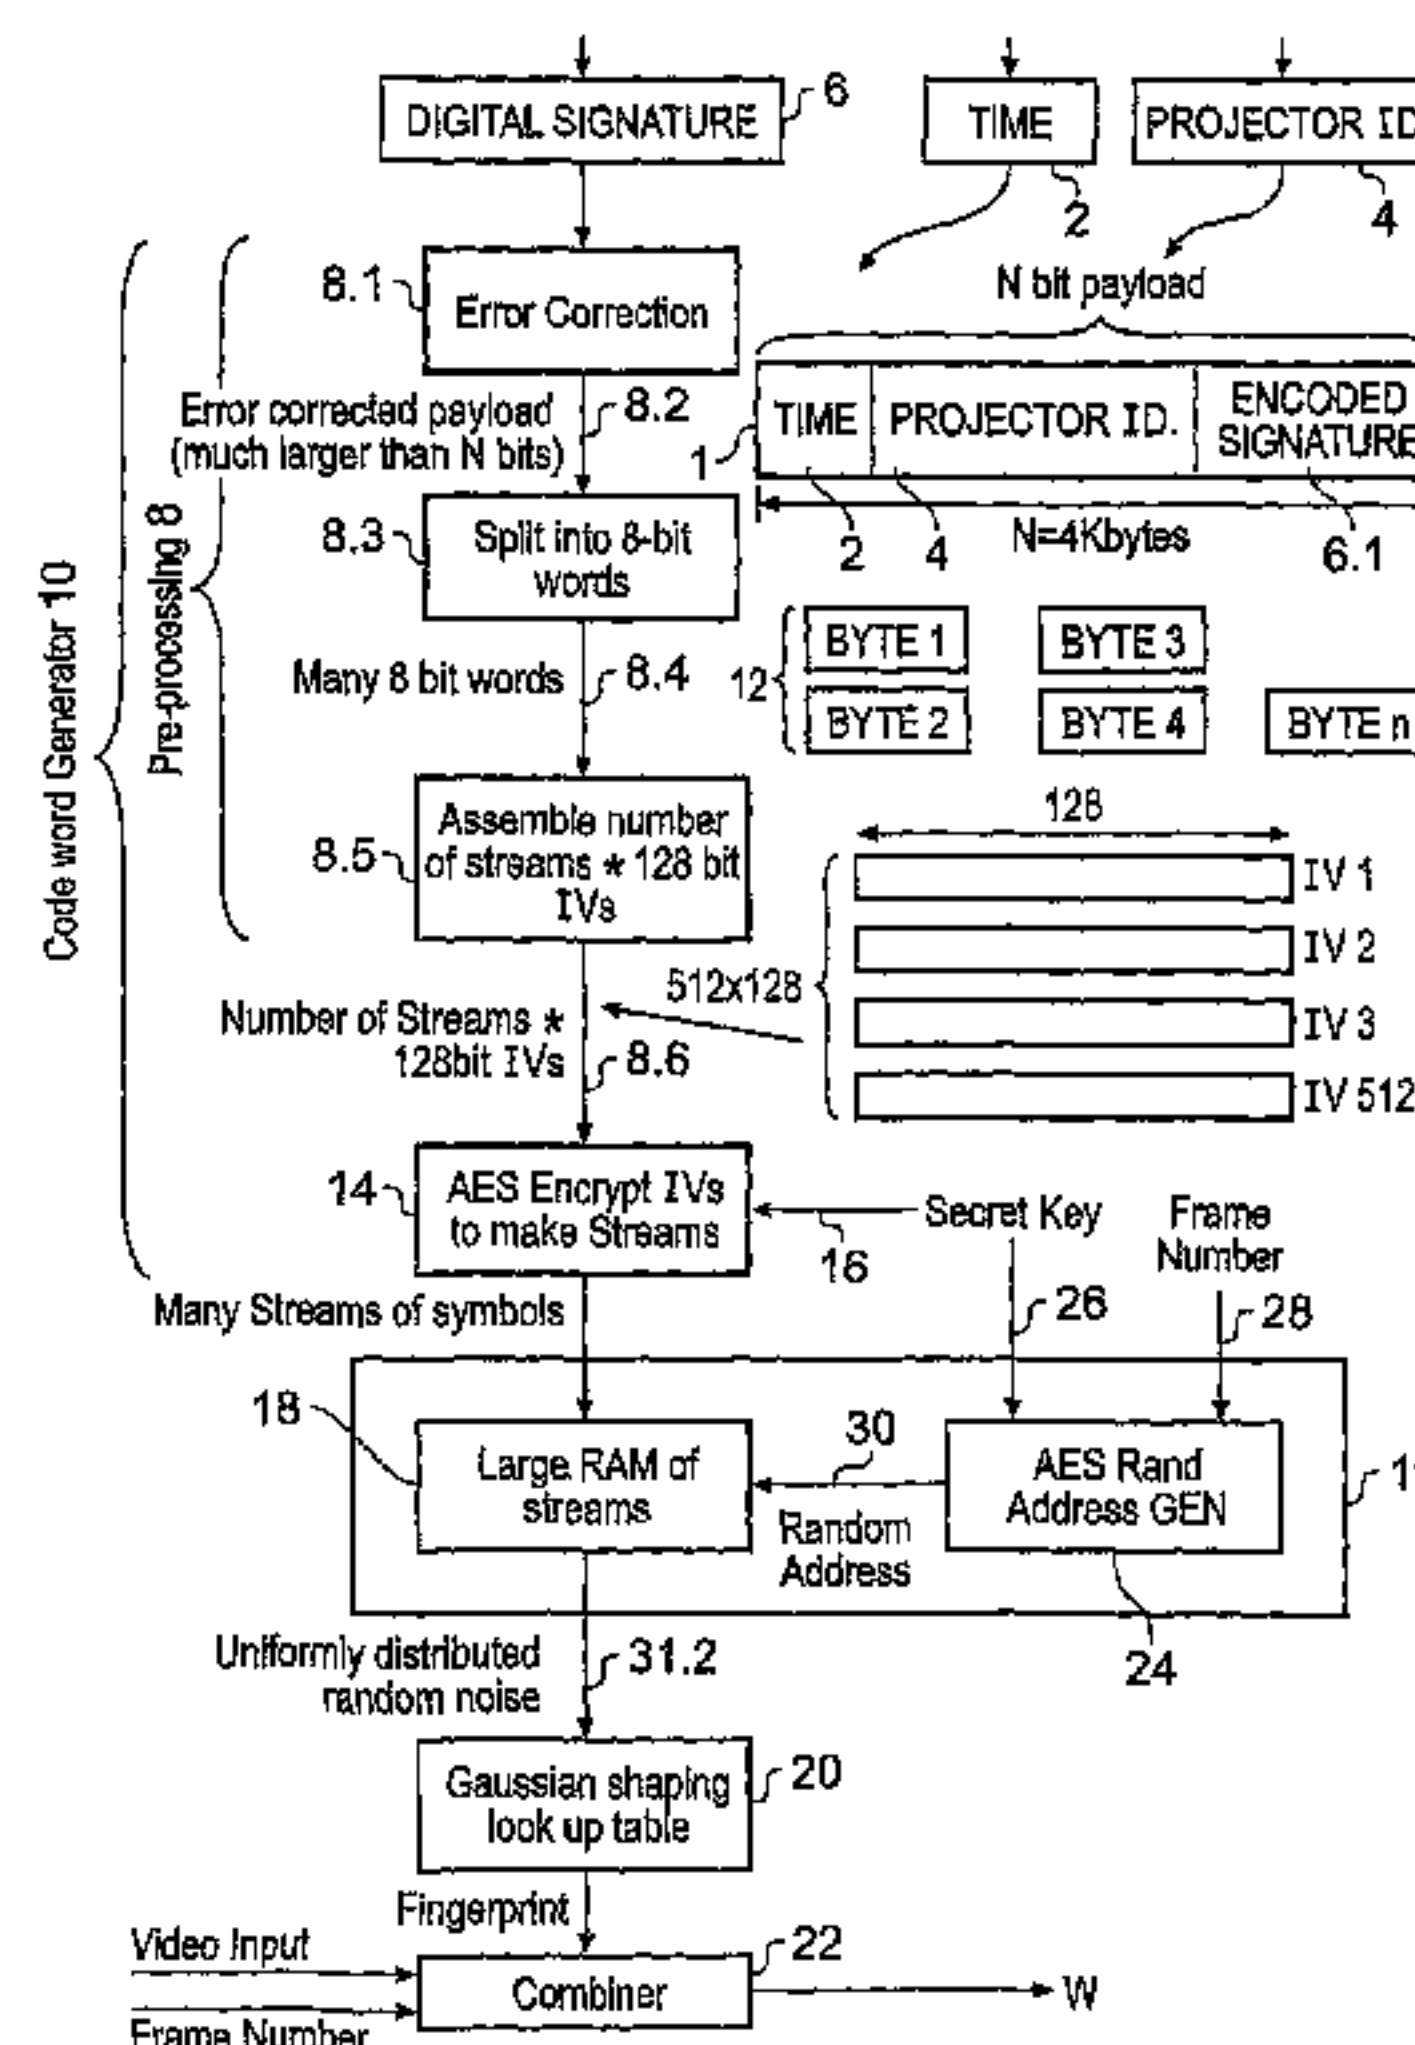 DIGITAL SIGNATURE
6
TIME
PROJECTOR ID
2
4
8.1
Error Correction
N bit payload
Error corrected payload
(much larger than N bits)
8.2
1
TIME
PROJECTOR ID.
ENCODED
SIGNATURE
2
4
N=4Kbytes
6.1
8.3
Split into 8-bit
words
Code word Generator 10
Pre-processing 8
Many 8 bit words
8.4
12
BYTE 1
BYTE 3
BYTE 2
BYTE 4
BYTE n
8.5
Assemble number
of streams * 128 bit
IVs
128
IV 1
IV 2
512x128
IV 3
IV 512
Number of Streams *
128bit IVs
8.6
14
AES Encrypt IVs
to make Streams
16
Secret Key
Frame
Number
Many Streams of symbols
26
28
18
Large RAM of
streams
30
Random
Address
AES Rand
Address GEN
24
Uniformly distributed
random noise
31.2
Gaussian shaping
look up table
20
Fingerprint
Video Input
Frame Number
Combiner
22
W